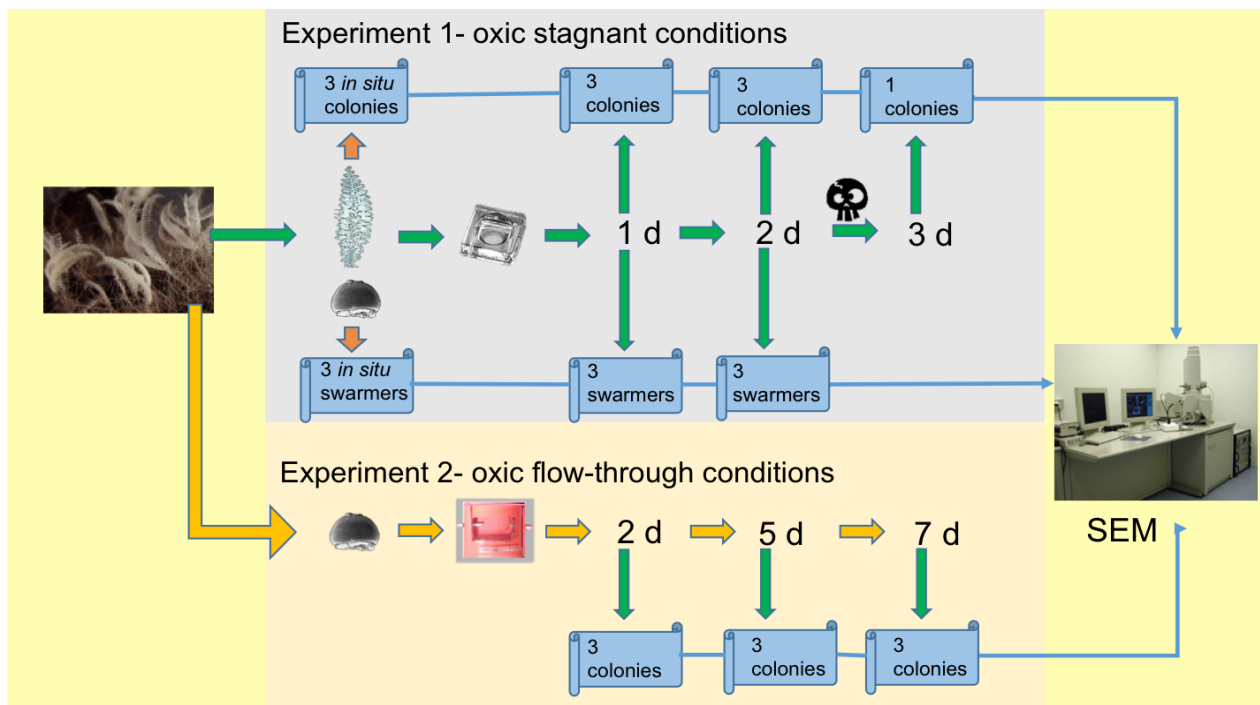 Experiment 1- oxic stagnant conditions
3 in situ
colonies
3
colonies
3
colonies
1
colonies
1 d
2 d
3 d
3 in situ
swarmers
3
swarmers
3
swarmers
Experiment 2- oxic flow-through conditions
2 d
5 d
7 d
SEM
3
colonies
3
colonies
3
colonies